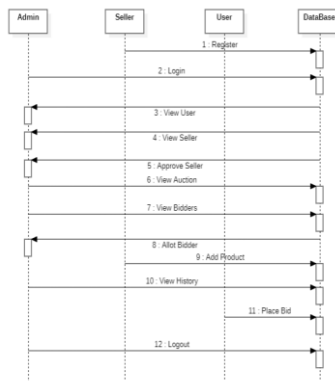 Admin
Seller
User
DataBase
1 : Register
2 : Login
3 : View User
4 : View Seller
5 : Approve Seller
6 : View Auction
7 : View Bidders
8 : Allot Bidder
9 : Add Product
10 : View History
11 : Place Bid
12 : Logout